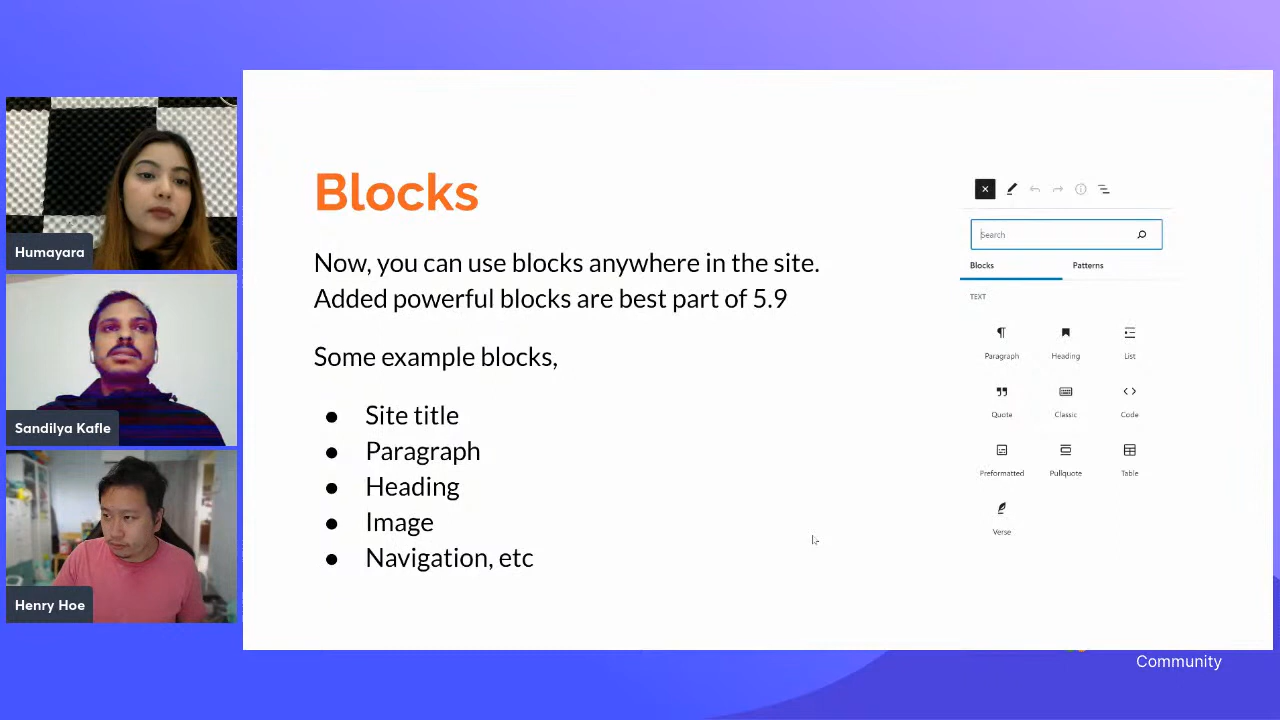 Humayara
Sandilya Kafle
Henry Hoe
Blocks
Now, you can use blocks anywhere in the site.
Added powerful blocks are best part of 5.9
Some example blocks,
● Site title
● Paragraph
● Heading
● Image
● Navigation, etc
Search
Blocks Patterns
TEXT
Paragraph Heading List
Quote Classic Code
Preformatted Pullquote Table
Verse
Community